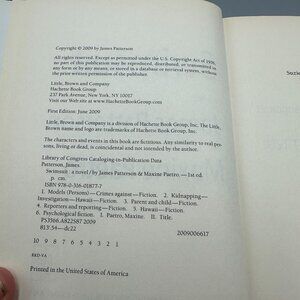 Copyright © 2009 by James Patterson
All rights reserved. Except as permitted under the U.S. Copyright Act of 1976,
no part of this publication may be reproduced, distributed, or transmitted in
any form or by any means, or stored in a database or retrieval system, without
the prior written permission of the publisher.
Little, Brown and Company
Hachette Book Group
237 Park Avenue, New York, NY 10017
Visit our Web site at www.HachetteBookGroup.com
First Edition: June 2009
Little, Brown and Company is a division of Hachette Book Group, Inc. The Little,
Brown name and logo are trademarks of Hachette Book Group, Inc.
The characters and events in this book are fictitious. Any similarity to real per-
sons, living or dead, is coincidental and not intended by the author.
Library of Congress Cataloging-in-Publication Data
Patterson, James.
Swimsuit : a novel / by James Patterson & Maxine Paetro. — 1st ed.
p. cm.
ISBN 978-0-316-01877-7
1. Models (Persons)—Crimes against—Fiction. 2. Kidnapping—
Investigation—Hawaii—Fiction. 3. Parent and child—Fiction.
4. Reporters and reporting—Fiction. 5. Hawaii—Fiction.
6. Psychological fiction. I. Paetro, Maxine. II. Title.
PS3566.A822S87 2009
813'.54—dc22 2009006617
10 9 8 7 6 5 4 3 2 1
RRD-VA
Printed in the United States of America
Suzie